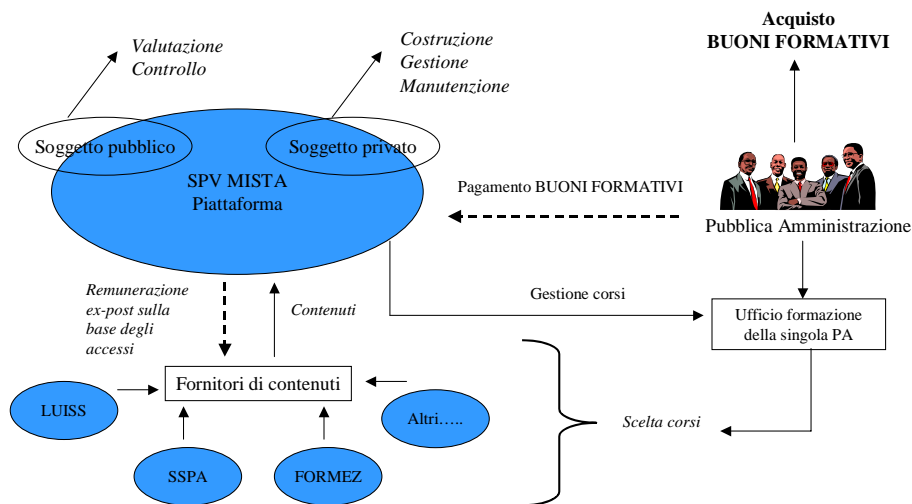 Acquisto
BUONI FORMATIVI
Valutazione
Controllo
Costruzione
Gestione
Manutenzione
Soggetto pubblico
Soggetto privato
SPV MISTA
Piattaforma
Pagamento BUONI FORMATIVI
Pubblica Amministrazione
Remunerazione
ex-post sulla
base degli
accessi
Contenuti
Gestione corsi
Ufficio formazione
della singola PA
Fornitori di contenuti
LUISS
Altri…..
Scelta corsi
SSPA
FORMEZ